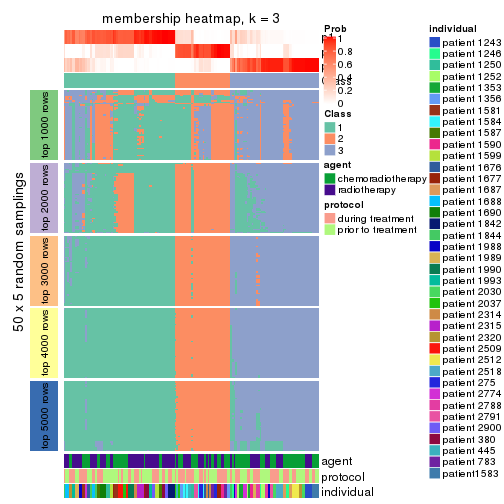 membership heatmap, k = 3
50 x 5 random samplings
top 1000 rows
top 2000 rows
top 3000 rows
top 4000 rows
top 5000 rows
agent
protocol
individual
Prob
1
0.8
0.6
0.4
0.2
0
Class
1
2
3
agent
chemoradiotherapy
radiotherapy
protocol
during treatment
prior to treatment
individual
patient 1243
patient 1246
patient 1250
patient 1252
patient 1353
patient 1356
patient 1581
patient 1584
patient 1587
patient 1590
patient 1599
patient 1676
patient 1677
patient 1687
patient 1688
patient 1690
patient 1842
patient 1844
patient 1988
patient 1989
patient 1990
patient 1993
patient 2030
patient 2037
patient 2314
patient 2315
patient 2320
patient 2509
patient 2512
patient 2518
patient 275
patient 2774
patient 2788
patient 2791
patient 2900
patient 380
patient 445
patient 783
patient1583